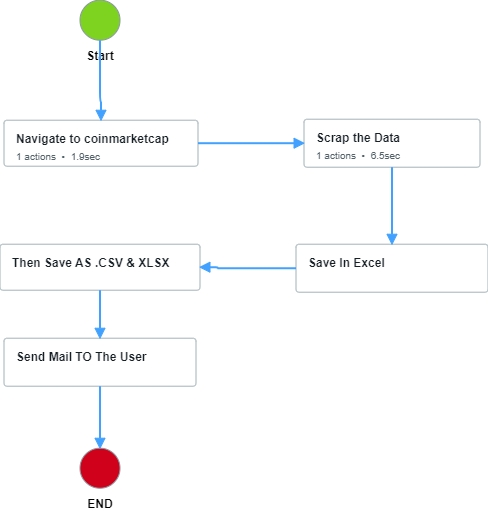 Start
Navigate to coinmarketcap
1 actions • 1.9sec
Scrap the Data
1 actions • 6.5sec
Save In Excel
Then Save AS .CSV & XLSX
Send Mail TO The User
END